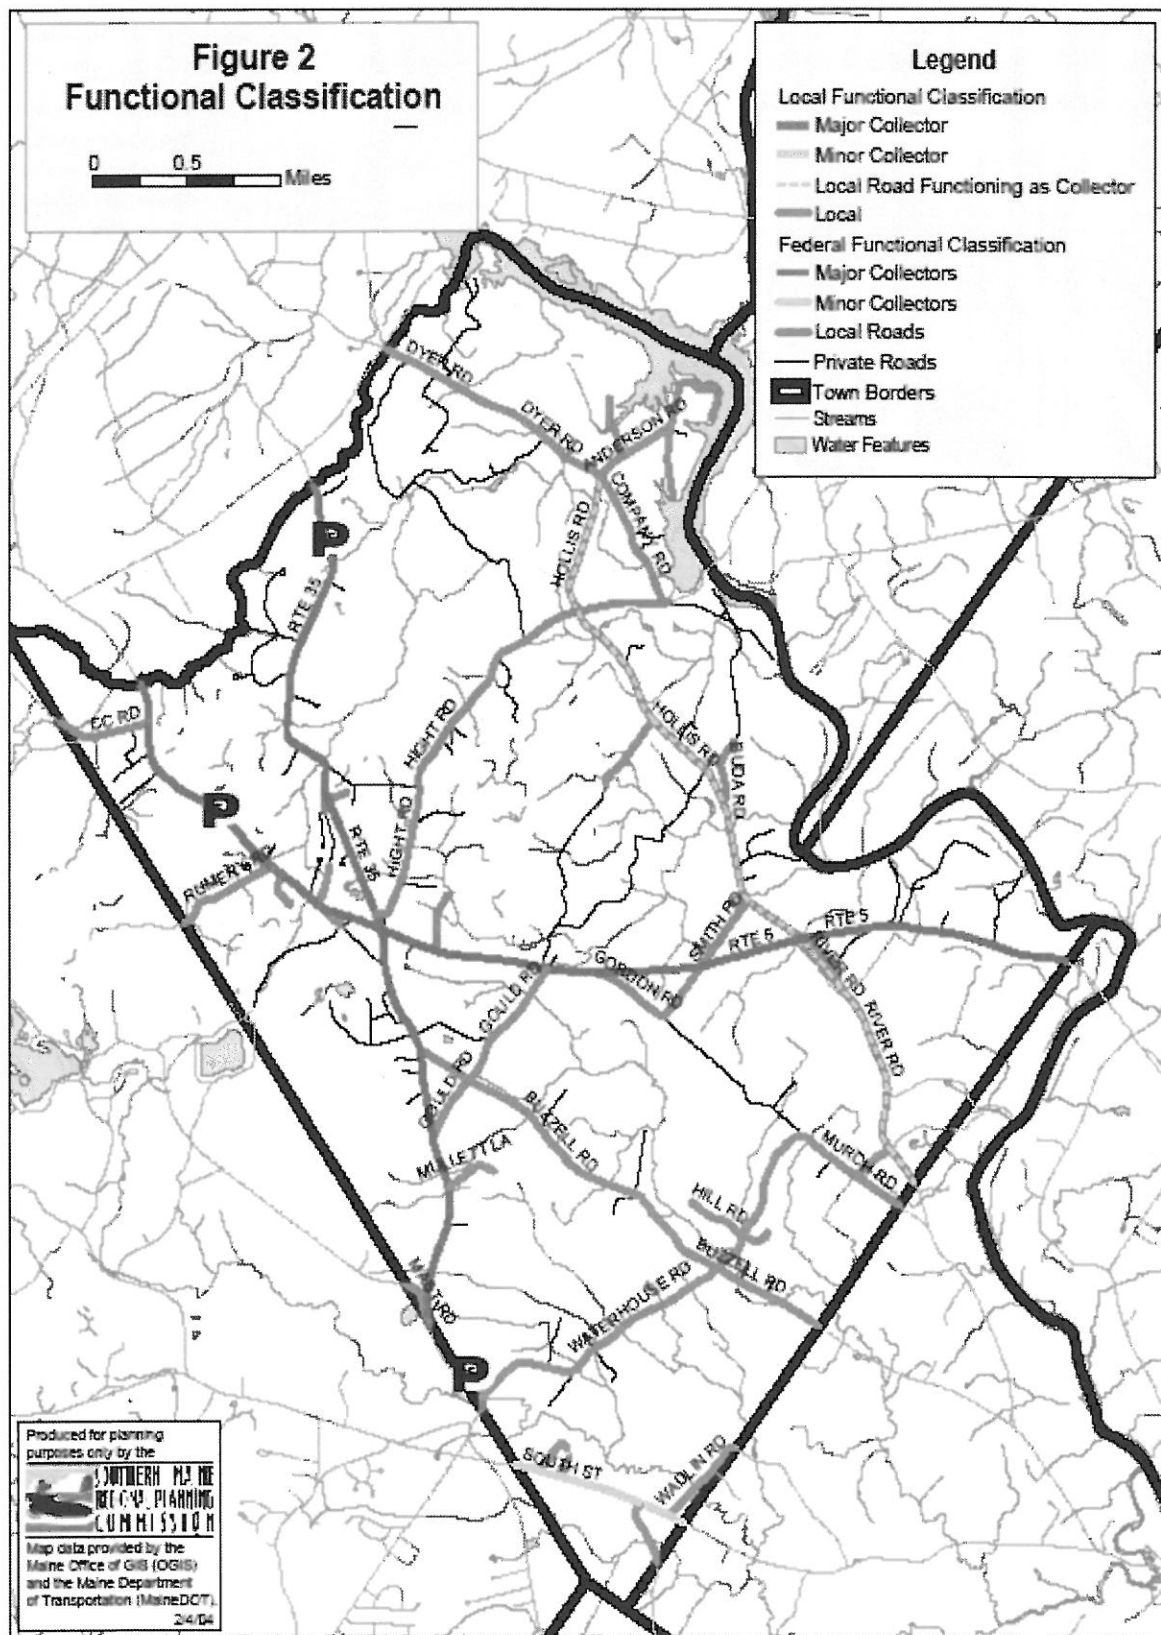 Figure 2
Functional Classification
0 0.5
Miles
Legend
Local Functional Classification
Major Collector
Minor Collector
Local Road Functioning as Collector
Local
Federal Functional Classification
Major Collectors
Minor Collectors
Local Roads
Private Roads
Town Borders
Streams
Water Features
DYER RD
DYER RD
ANDERSON RD
COMPANY RD
HOLLIS RD
P
RTE 35
HIGHT RD
HOLLIS RD
BUDA RD
P
RTE 35
HIGHT RD
SMITH RD
RTE 5
RTE 5
RIVER RD
RIVER RD
GORDON RD
GOULD RD
GOULD RD
BUZZELL RD
MULLETT LA
MURCH RD
HILL RD
BUZZELL RD
WATERHOUSE RD
P
SOUTH ST
WADLIN RD
Produced for planning
purposes only by the
SOUTHERN MAINE
REGIONAL PLANNING
COMMISSION
Map data provided by the
Maine Office of GIS (OGIS)
and the Maine Department
of Transportation (MaineDOT).
2/4/04